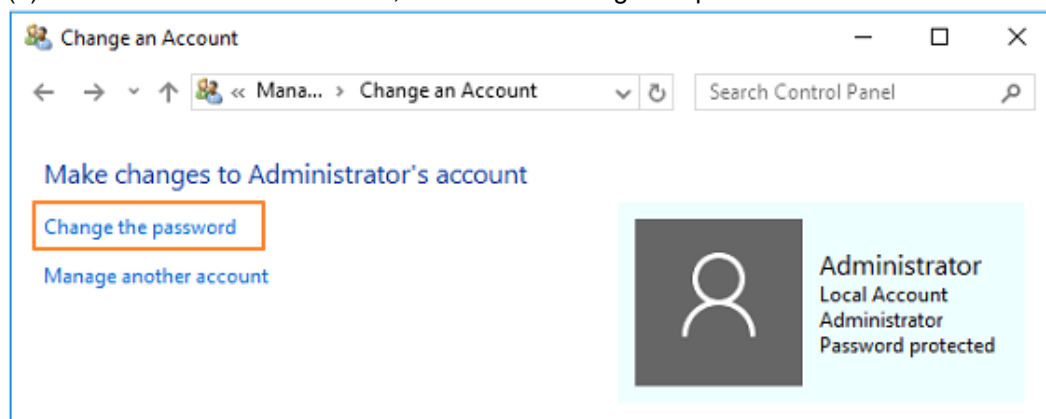 Change an Account
« Mana... › Change an Account
Search Control Panel
Make changes to Administrator's account
Change the password
Manage another account
Administrator
Local Account
Administrator
Password protected